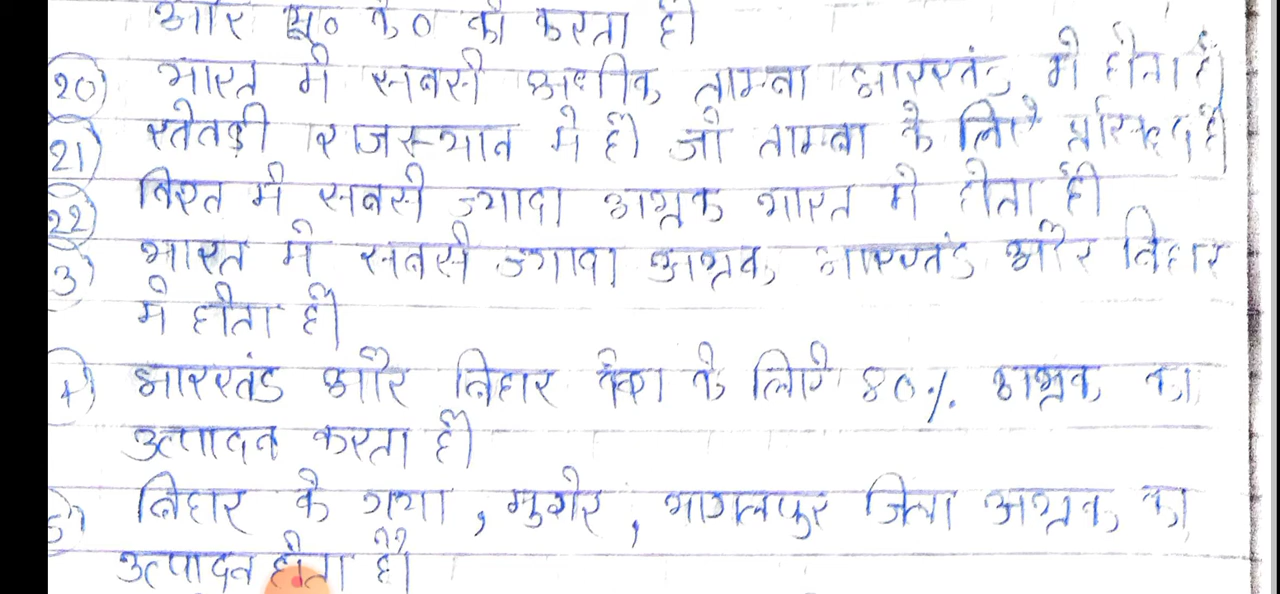 और यू० के० को करता है।
20) भारत में सबसे अधीक ताम्बा झारखंड में होता है।
21) खेतड़ी राजस्थान में है। जो ताम्बा के लिऐ प्रसिद्ध है।
22) विश्व में सबसे ज्यादा अभ्रक भारत में होता है।
3) भारत में सबसे ज्यादा अभ्रक झारखंड और बिहार
में होता है।
4) झारखंड और बिहार के लिऐ 80% अभ्रक का
उत्पादन करता है।
5) बिहार के गया, मुगेर, भागलपुर जिला अभ्रक का
उत्पादन होता है।